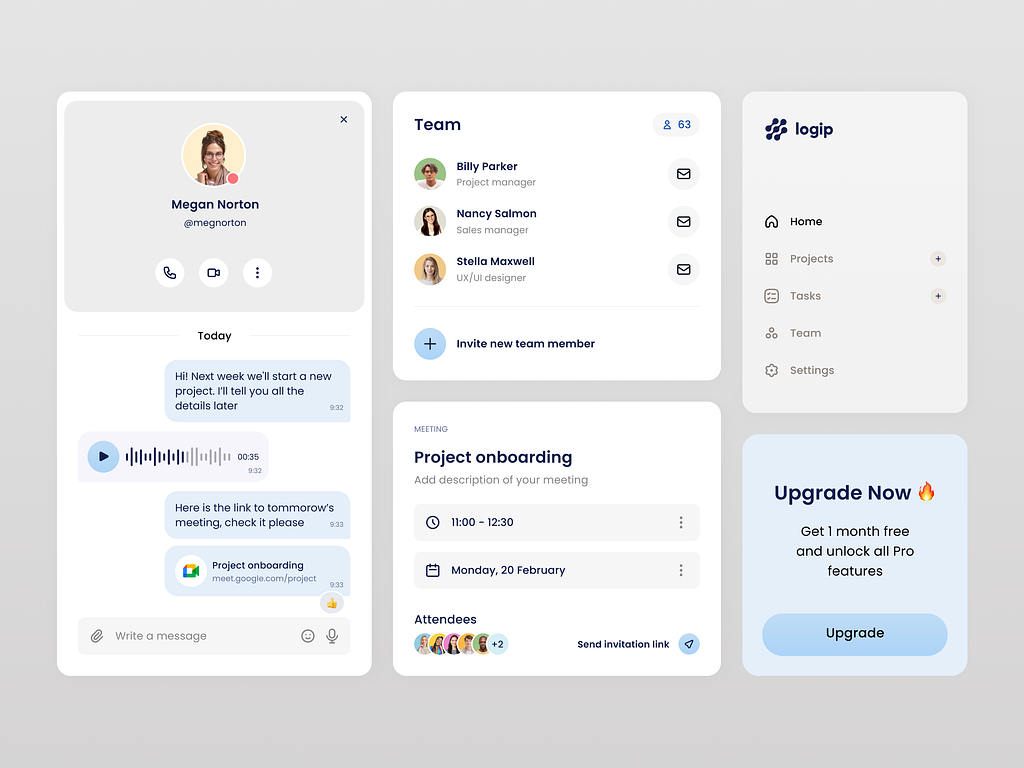 Megan Norton
@megnorton
Today
Hi! Next week we'll start a new
project. I'll tell you all the
details later
9:32
00:35
9:32
Here is the link to tommorow's
meeting, check it please
9:33
Project onboarding
meet.google.com/project
9:33
Write a message
Team
63
Billy Parker
Project manager
Nancy Salmon
Sales manager
Stella Maxwell
UX/UI designer
Invite new team member
MEETING
Project onboarding
Add description of your meeting
11:00 - 12:30
Monday, 20 February
Attendees
+2
Send invitation link
logip
Home
Projects
+
Tasks
+
Team
Settings
Upgrade Now 🔥
Get 1 month free
and unlock all Pro
features
Upgrade